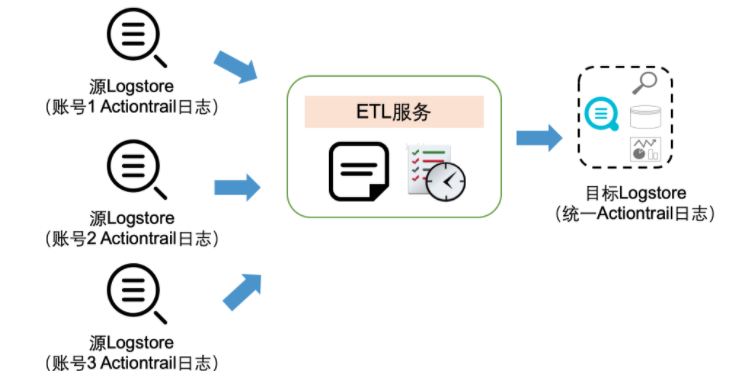 源Logstore
（账号1 Actiontrail日志）
源Logstore
（账号2 Actiontrail日志）
源Logstore
（账号3 Actiontrail日志）
ETL服务
目标Logstore
（统一Actiontrail日志）